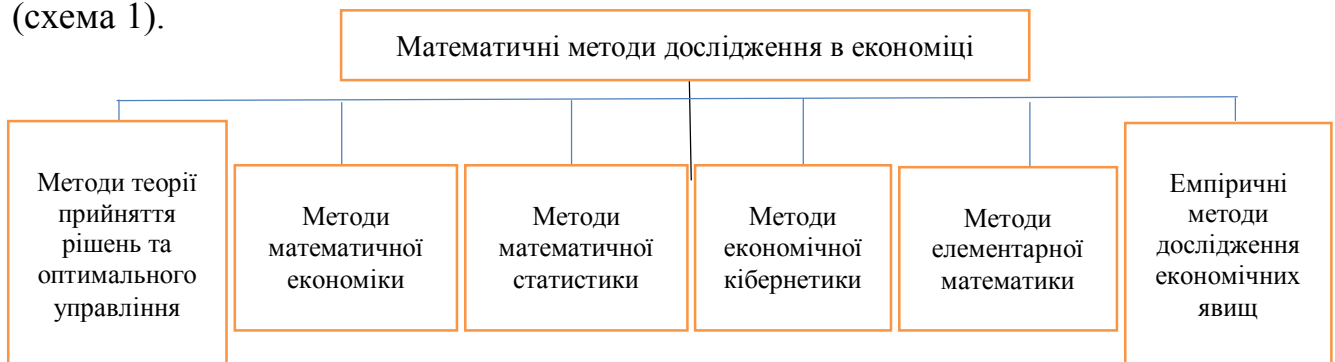 (схема 1).
Математичні методи дослідження в економіці
Методи теорії
прийняття
рішень та
оптимального
управління
Методи
математичної
економіки
Методи
математичної
статистики
Методи
економічної
кібернетики
Методи
елементарної
математики
Емпіричні
методи
дослідження
економічних
явищ